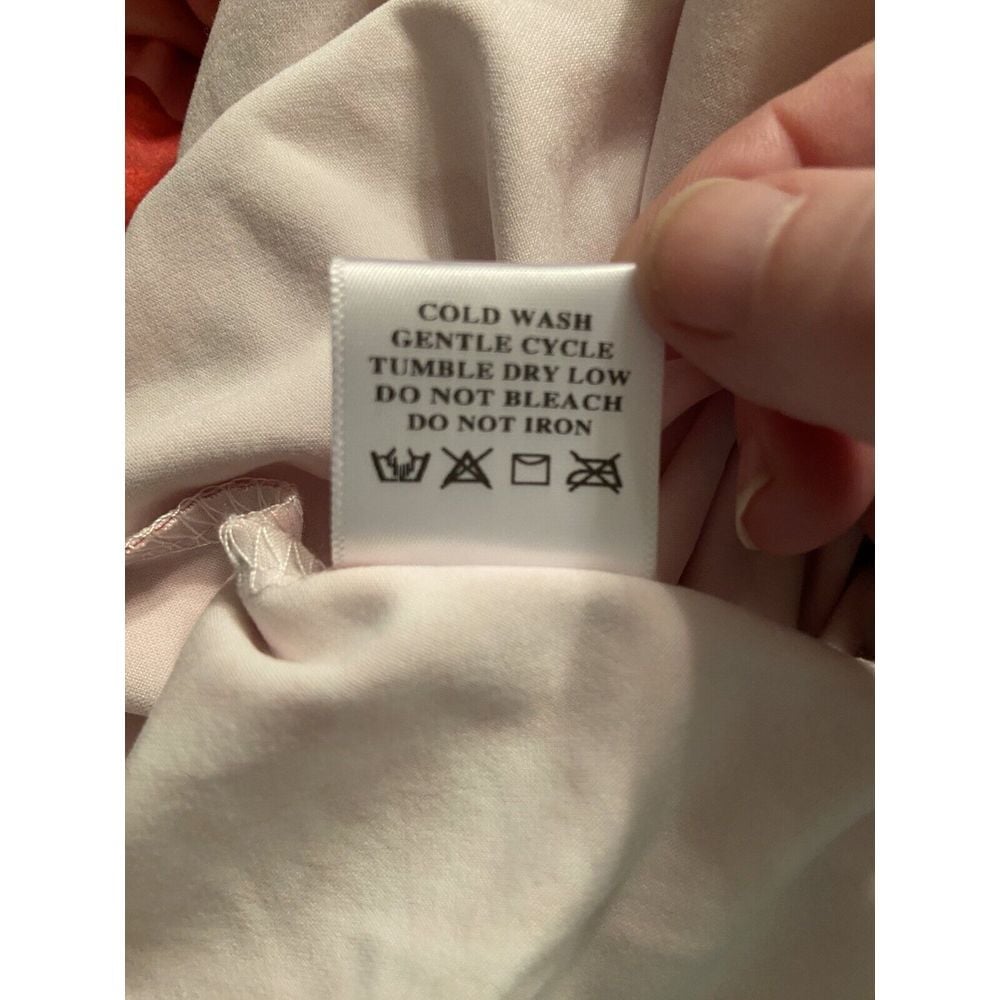 COLD WASH
GENTLE CYCLE
TUMBLE DRY LOW
DO NOT BLEACH
DO NOT IRON